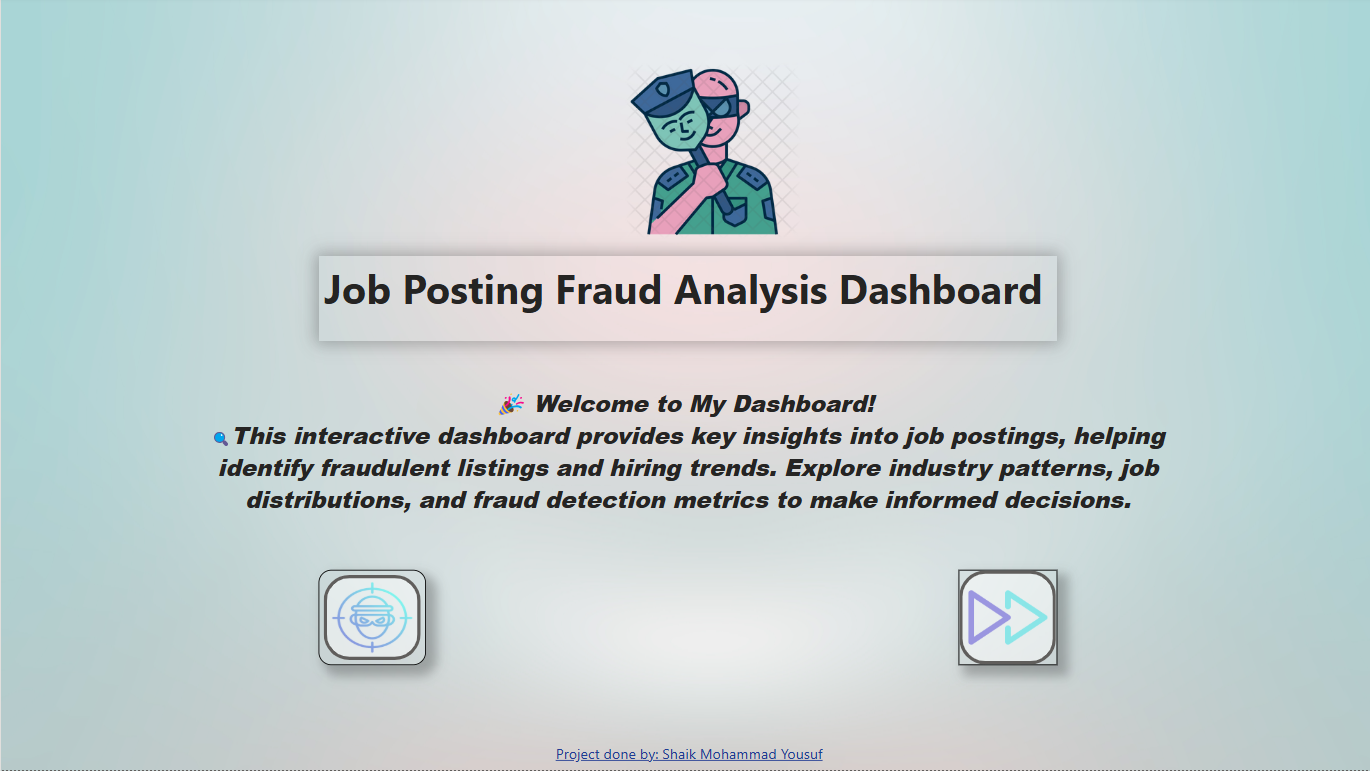 Job Posting Fraud Analysis Dashboard
🎉 Welcome to My Dashboard!
🔍This interactive dashboard provides key insights into job postings, helping
identify fraudulent listings and hiring trends. Explore industry patterns, job
distributions, and fraud detection metrics to make informed decisions.
Project done by: Shaik Mohammad Yousuf